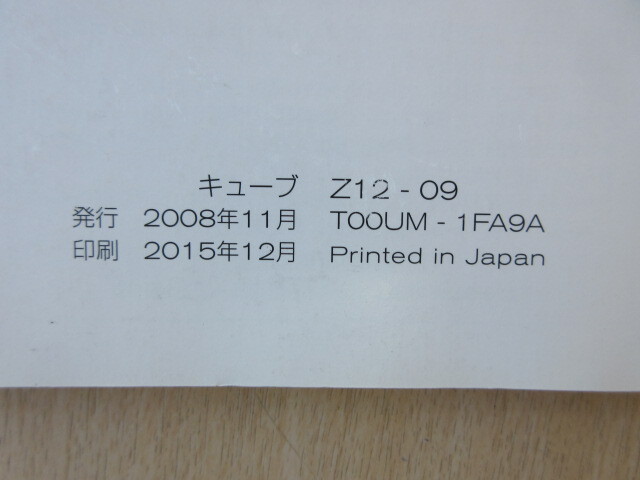 キューブ Z12 - 09
発行 2008年11月 T00UM - 1FA9A
印刷 2015年12月 Printed in Japan